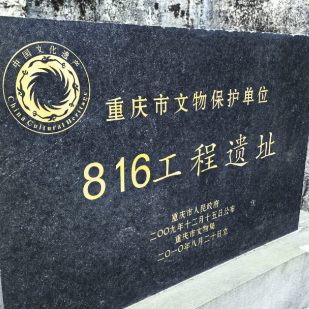 中国文化遗产
China Cultural Heritage
重庆市文物保护单位
816工程遗址
重庆市人民政府
二〇〇九年十二月十五日公布
重庆市文物局
二〇一〇年八月二十日立